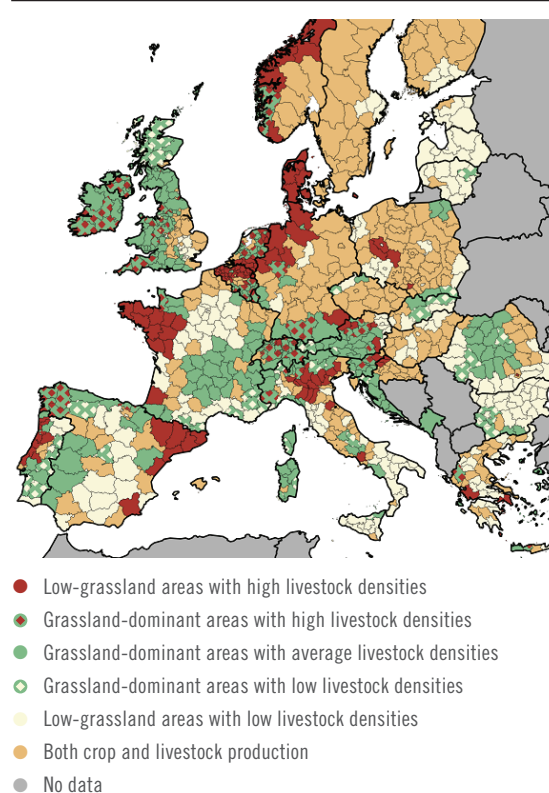 Low-grassland areas with high livestock densities
Grassland-dominant areas with high livestock densities
Grassland-dominant areas with average livestock densities
Grassland-dominant areas with low livestock densities
Low-grassland areas with low livestock densities
Both crop and livestock production
No data